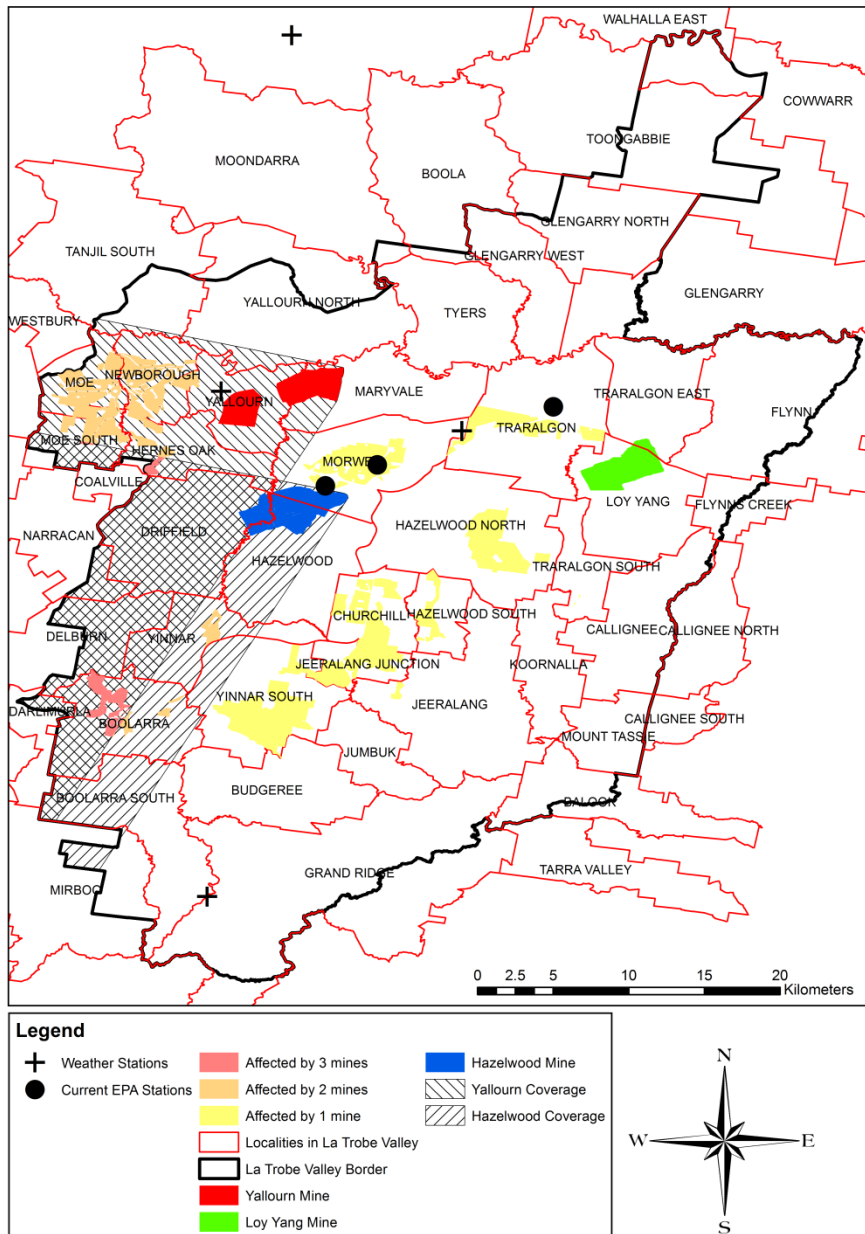 WALHALLA EAST
COWWARR
TOONGABBIE
MOONDARRA
BOOLA
GLENGARRY NORTH
TANJIL SOUTH
GLENGARRY WEST
GLENGARRY
YALLOURN NORTH
TYERS
WESTBURY
NEWBOROUGH
MOE
MARYVALE
TRARALGON EAST
YALLOURN
FLYNN
TRARALGON
MOE SOUTH
HERNES OAK
MORWE
COALVILLE
LOY YANG
FLYNNS CREEK
HAZELWOOD NORTH
DRIFFIELD
NARRACAN
HAZELWOOD
TRARALGON SOUTH
CHURCHILL
HAZELWOOD SOUTH
CALLIGNEE
CALLIGNEE NORTH
DELBURN
YINNAR
JEERALANG JUNCTION
KOORNALLA
YINNAR SOUTH
JEERALANG
DARLIMURLA
BOOLARRA
CALLIGNEE SOUTH
MOUNT TASSIE
JUMBUK
BUDGEREE
BOOLARRA SOUTH
BALOOK
GRAND RIDGE
TARRA VALLEY
MIRBOO
0 2.5 5 10 15 20
Kilometers
Legend
Weather Stations
Current EPA Stations
Affected by 3 mines
Affected by 2 mines
Affected by 1 mine
Localities in La Trobe Valley
La Trobe Valley Border
Yallourn Mine
Loy Yang Mine
Hazelwood Mine
Yallourn Coverage
Hazelwood Coverage
N
W
E
S